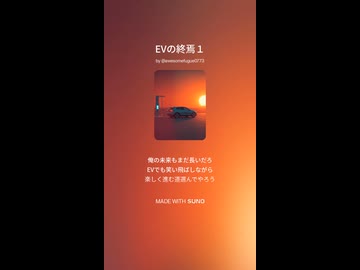 EVの終焉１
by @awesomefugue0773
俺の未来もまだ長いだろ
EVでも笑い飛ばしながら
楽しく進む道選んでやろう
MADE WITH SUNO